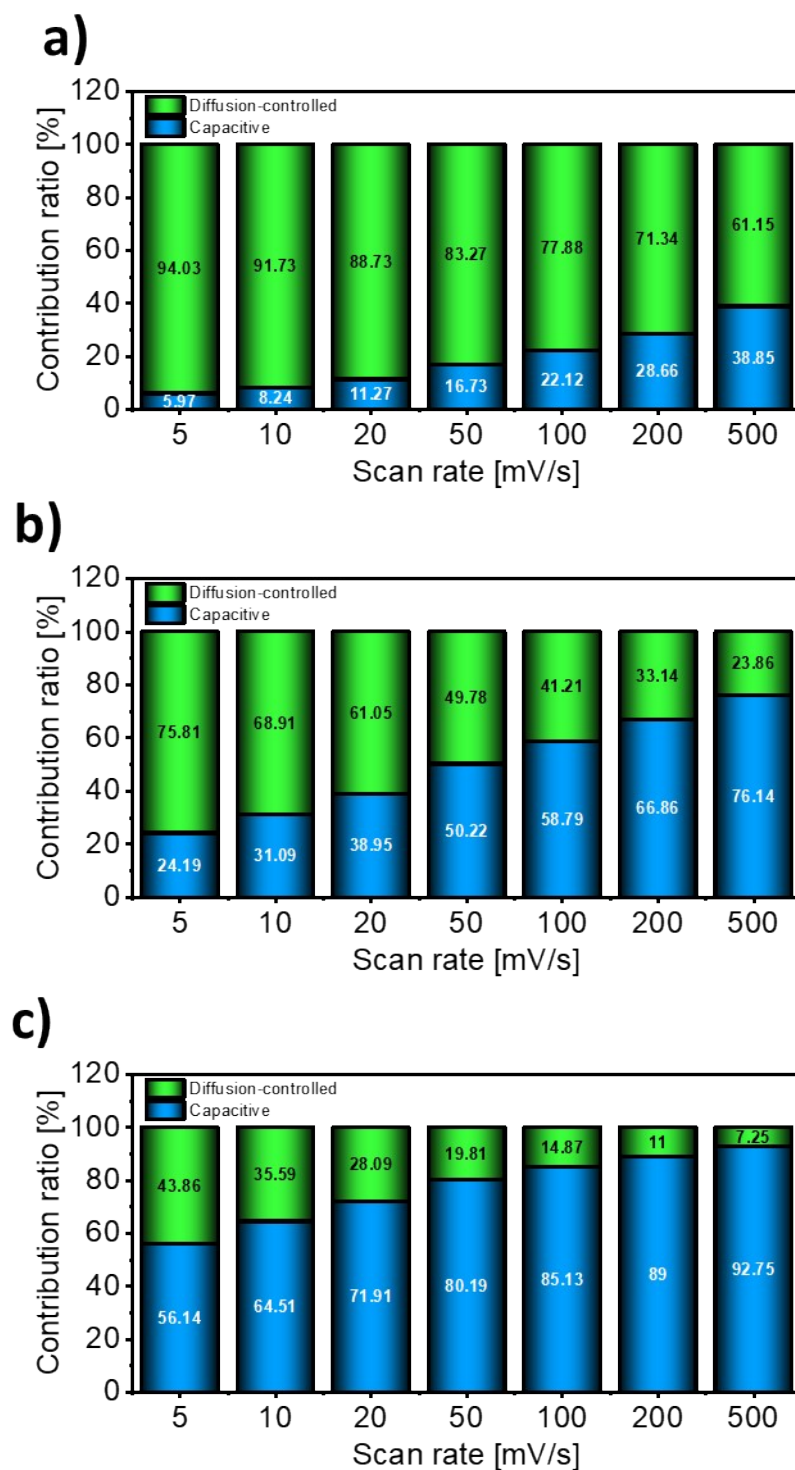 a)
120
Diffusion-controlled
Capacitive
100
80
60
40
20
0
Contribution ratio [%]
94.03 91.73 88.73 83.27 77.88 71.34 61.15
5.97 8.24 11.27 16.73 22.12 28.66 38.85
5 10 20 50 100 200 500
Scan rate [mV/s]
b)
120
Diffusion-controlled
Capacitive
100
80
60
40
20
0
Contribution ratio [%]
75.81 68.91 61.05 49.78 41.21 33.14 23.86
24.19 31.09 38.95 50.22 58.79 66.86 76.14
5 10 20 50 100 200 500
Scan rate [mV/s]
c)
120
Diffusion-controlled
Capacitive
100
80
60
40
20
0
Contribution ratio [%]
43.86 35.59 28.09 19.81 14.87 11 7.25
56.14 64.51 71.91 80.19 85.13 89 92.75
5 10 20 50 100 200 500
Scan rate [mV/s]